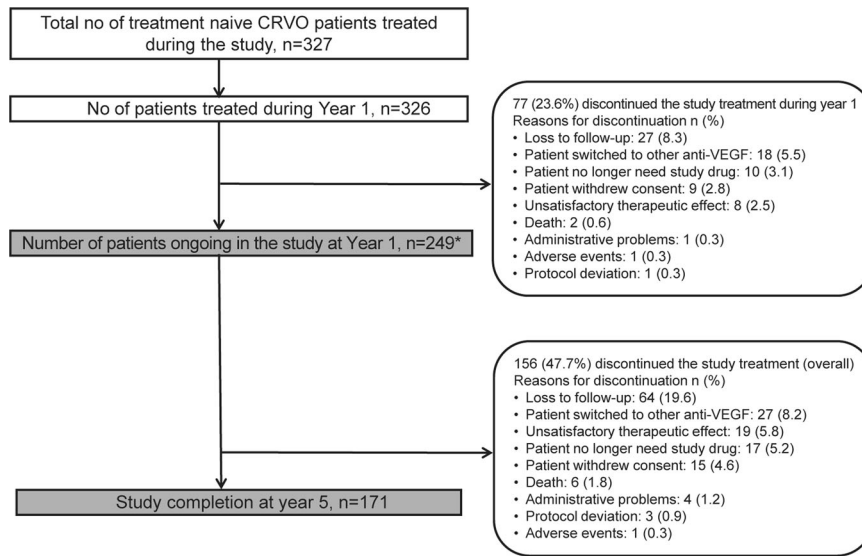 Total no of treatment naive CRVO patients treated
during the study, n=327
No of patients treated during Year 1, n=326
77 (23.6%) discontinued the study treatment during year 1
Reasons for discontinuation n (%)
• Loss to follow-up: 27 (8.3)
• Patient switched to other anti-VEGF: 18 (5.5)
• Patient no longer need study drug: 10 (3.1)
• Patient withdrew consent: 9 (2.8)
• Unsatisfactory therapeutic effect: 8 (2.5)
• Death: 2 (0.6)
• Administrative problems: 1 (0.3)
• Adverse events: 1 (0.3)
• Protocol deviation: 1 (0.3)
Number of patients ongoing in the study at Year 1, n=249*
156 (47.7%) discontinued the study treatment (overall)
Reasons for discontinuation n (%)
• Loss to follow-up: 64 (19.6)
• Patient switched to other anti-VEGF: 27 (8.2)
• Unsatisfactory therapeutic effect: 19 (5.8)
• Patient no longer need study drug: 17 (5.2)
• Patient withdrew consent: 15 (4.6)
• Death: 6 (1.8)
• Administrative problems: 4 (1.2)
• Protocol deviation: 3 (0.9)
• Adverse events: 1 (0.3)
Study completion at year 5, n=171